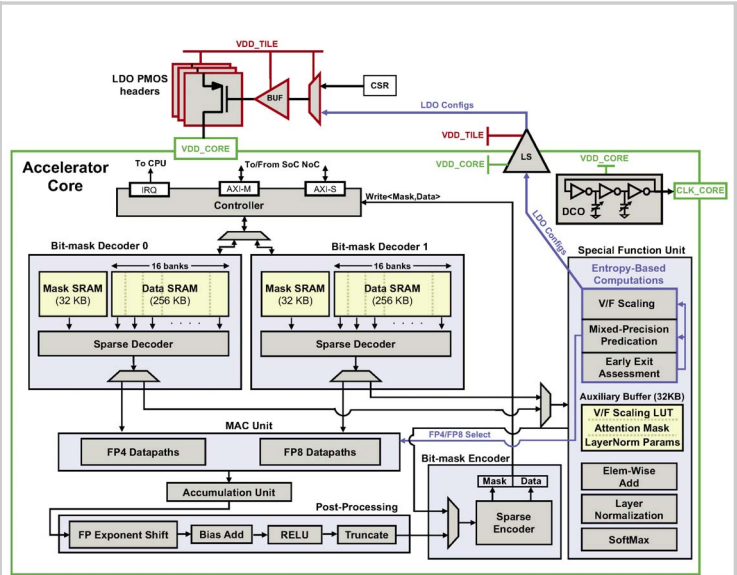 VDD_TILE
LDO PMOS
headers
BUF
CSR
LDO Configs
VDD_TILE
VDD_CORE
VDD_CORE
LS
VDD_CORE
DCO
CLK_CORE
Accelerator
Core
To CPU
To/From SoC NoC
IRQ
AXI-M
AXI-S
Controller
Write<Mask,Data>
LDO Configs
Bit-mask Decoder 0
16 banks
Mask SRAM
(32 KB)
Data SRAM
(256 KB)
Sparse Decoder
Bit-mask Decoder 1
16 banks
Mask SRAM
(32 KB)
Data SRAM
(256 KB)
Sparse Decoder
Special Function Unit
Entropy-Based
Computations
V/F Scaling
Mixed-Precision
Predication
Early Exit
Assessment
Auxiliary Buffer (32KB)
V/F Scaling LUT
Attention Mask
LayerNorm Params
Elem-Wise
Add
Layer
Normalization
SoftMax
MAC Unit
FP4 Datapaths
FP8 Datapaths
FP4/FP8 Select
Accumulation Unit
Bit-mask Encoder
Mask
Data
Sparse
Encoder
Post-Processing
FP Exponent Shift
Bias Add
RELU
Truncate